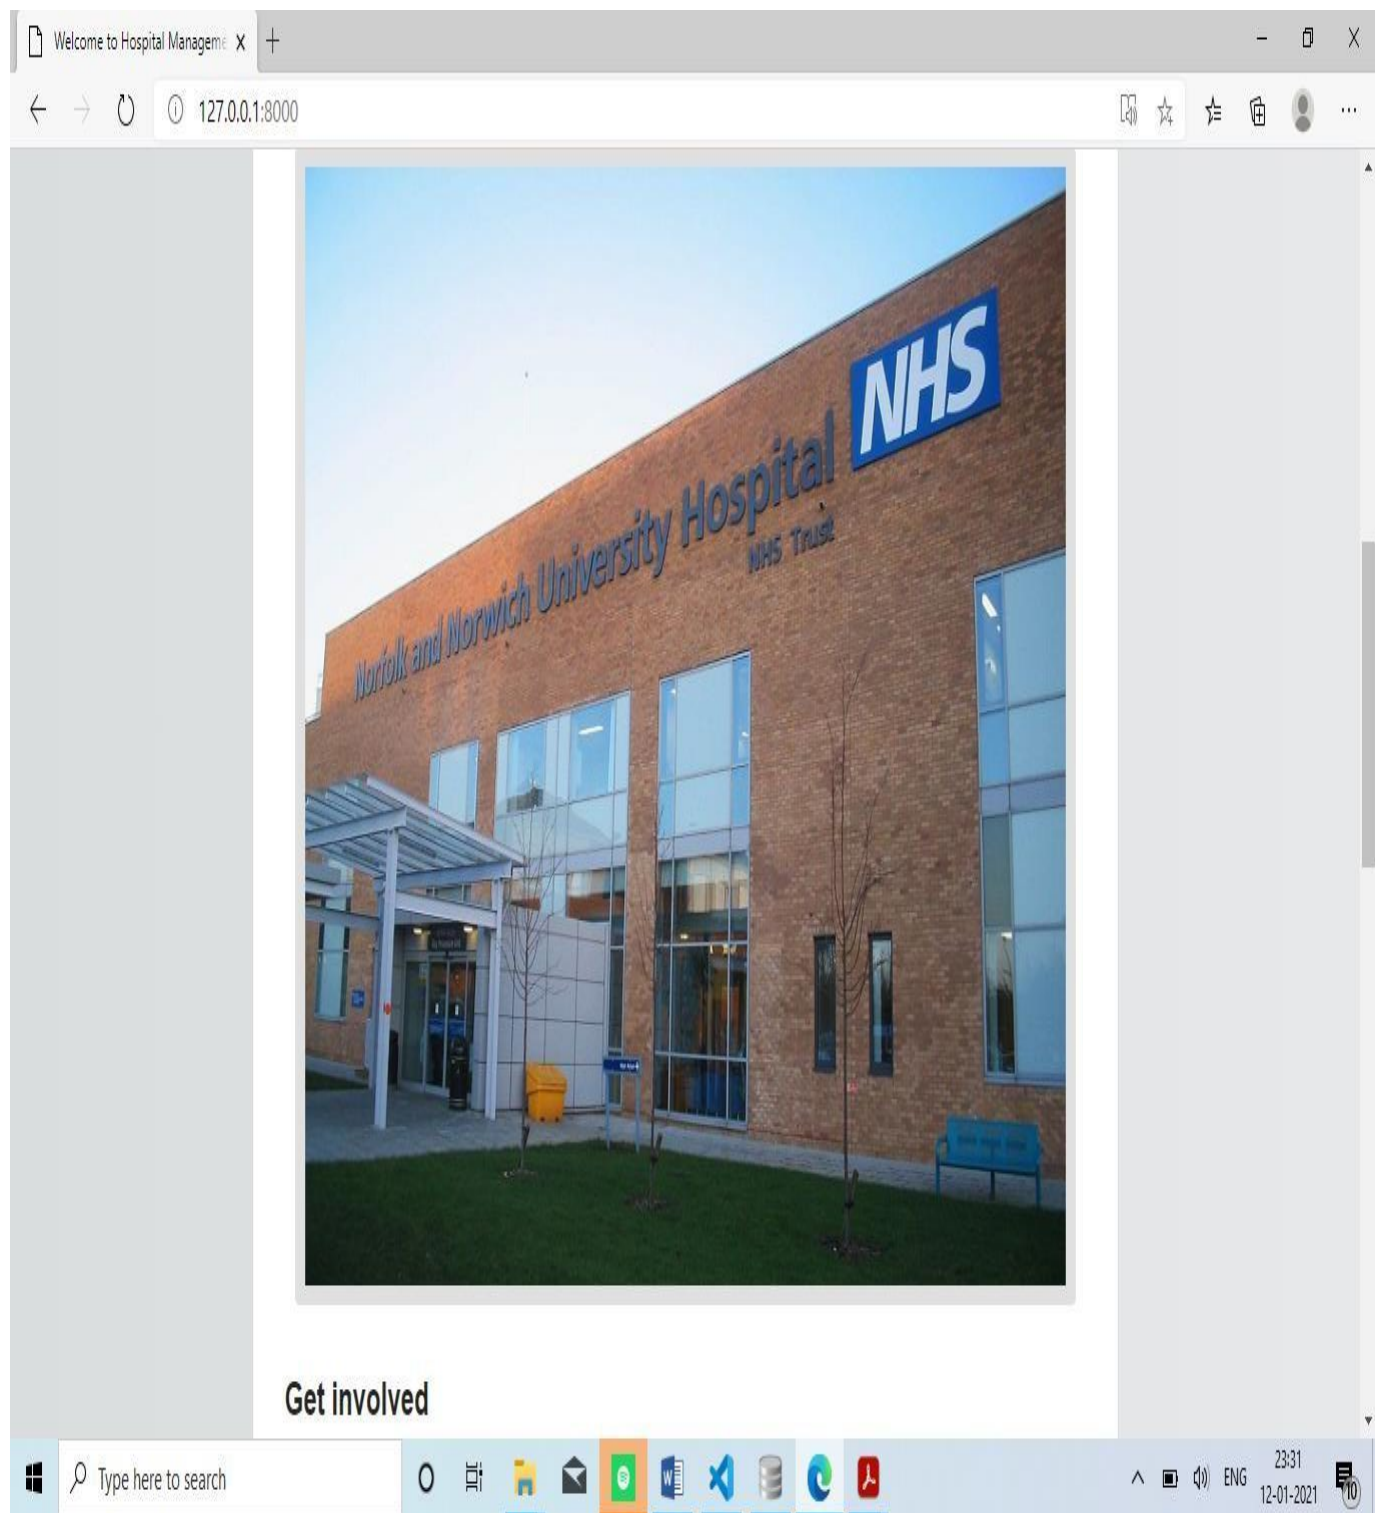 Welcome to Hospital Manageme
127.0.0.1:8000
NHS
Norfolk and Norwich University Hospital
NHS Trust
Get involved
Type here to search
ENG
23:31
12-01-2021
10